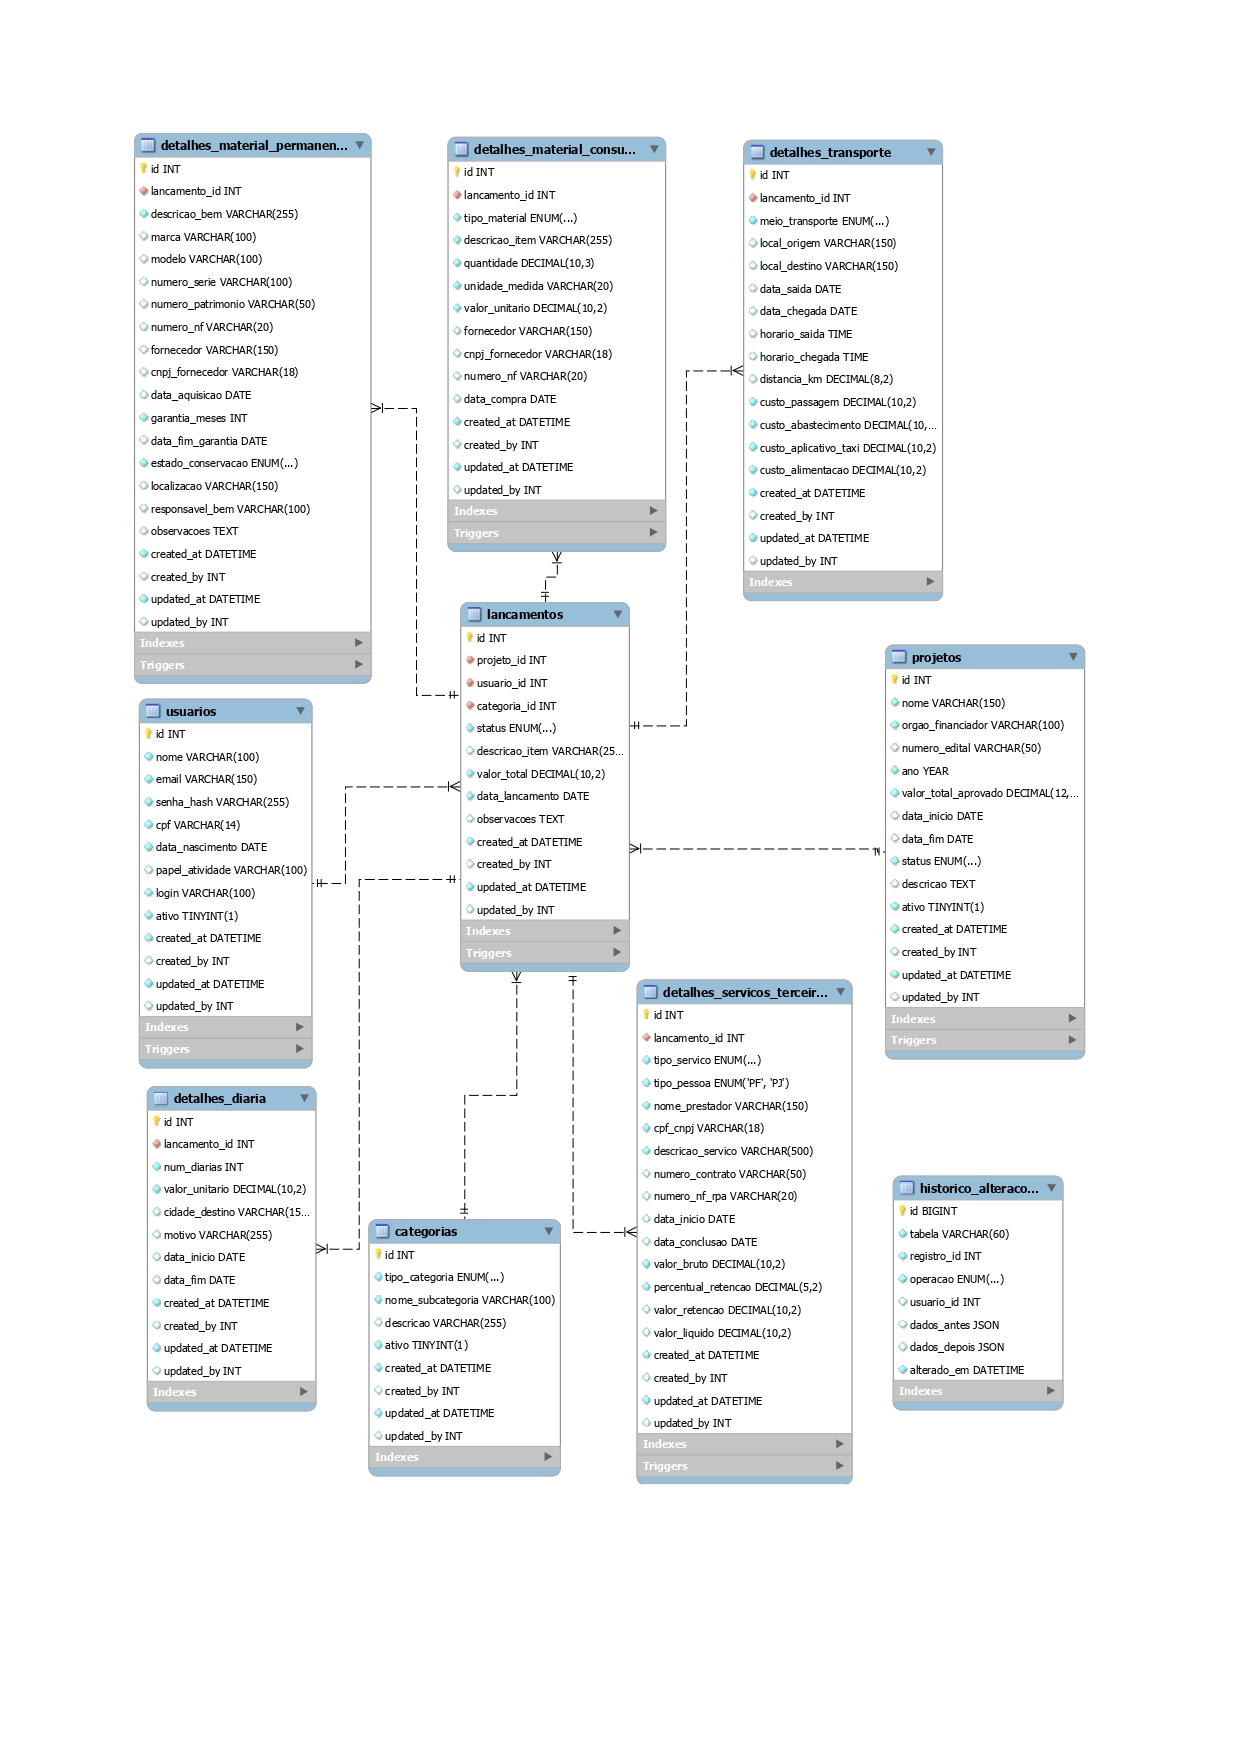 detalhes_material_permanen...
id INT
lancamento_id INT
descricao_bem VARCHAR(255)
marca VARCHAR(100)
modelo VARCHAR(100)
numero_serie VARCHAR(100)
numero_patrimonio VARCHAR(50)
numero_nf VARCHAR(20)
fornecedor VARCHAR(150)
cnpj_fornecedor VARCHAR(18)
data_aquisicao DATE
garantia_meses INT
data_fim_garantia DATE
estado_conservacao ENUM(...)
localizacao VARCHAR(150)
responsavel_bem VARCHAR(100)
observacoes TEXT
created_at DATETIME
created_by INT
updated_at DATETIME
updated_by INT
Indexes
Triggers
detalhes_material_consu...
id INT
lancamento_id INT
tipo_material ENUM(...)
descricao_item VARCHAR(255)
quantidade DECIMAL(10,3)
unidade_medida VARCHAR(20)
valor_unitario DECIMAL(10,2)
fornecedor VARCHAR(150)
cnpj_fornecedor VARCHAR(18)
numero_nf VARCHAR(20)
data_compra DATE
created_at DATETIME
created_by INT
updated_at DATETIME
updated_by INT
Indexes
Triggers
detalhes_transporte
id INT
lancamento_id INT
meio_transporte ENUM(...)
local_origem VARCHAR(150)
local_destino VARCHAR(150)
data_saida DATE
data_chegada DATE
horario_saida TIME
horario_chegada TIME
distancia_km DECIMAL(8,2)
custo_passagem DECIMAL(10,2)
custo_abastecimento DECIMAL(10,...
custo_aplicativo_taxi DECIMAL(10,2)
custo_alimentacao DECIMAL(10,2)
created_at DATETIME
created_by INT
updated_at DATETIME
updated_by INT
Indexes
lancamentos
id INT
projeto_id INT
usuario_id INT
categoria_id INT
status ENUM(...)
descricao_item VARCHAR(25...
valor_total DECIMAL(10,2)
data_lancamento DATE
observacoes TEXT
created_at DATETIME
created_by INT
updated_at DATETIME
updated_by INT
Indexes
Triggers
projetos
id INT
nome VARCHAR(150)
orgao_financiador VARCHAR(100)
numero_edital VARCHAR(50)
ano YEAR
valor_total_aprovado DECIMAL(12,...
data_inicio DATE
data_fim DATE
status ENUM(...)
descricao TEXT
ativo TINYINT(1)
created_at DATETIME
created_by INT
updated_at DATETIME
updated_by INT
Indexes
Triggers
usuarios
id INT
nome VARCHAR(100)
email VARCHAR(150)
senha_hash VARCHAR(255)
cpf VARCHAR(14)
data_nascimento DATE
papel_atividade VARCHAR(100)
login VARCHAR(100)
ativo TINYINT(1)
created_at DATETIME
created_by INT
updated_at DATETIME
updated_by INT
Indexes
Triggers
detalhes_servicos_terceir...
id INT
lancamento_id INT
tipo_servico ENUM(...)
tipo_pessoa ENUM('PF', 'PJ')
nome_prestador VARCHAR(150)
cpf_cnpj VARCHAR(18)
descricao_servico VARCHAR(500)
numero_contrato VARCHAR(50)
numero_nf_rpa VARCHAR(20)
data_inicio DATE
data_conclusao DATE
valor_bruto DECIMAL(10,2)
percentual_retencao DECIMAL(5,2)
valor_retencao DECIMAL(10,2)
valor_liquido DECIMAL(10,2)
created_at DATETIME
created_by INT
updated_at DATETIME
updated_by INT
Indexes
Triggers
detalhes_diaria
id INT
lancamento_id INT
num_diarias INT
valor_unitario DECIMAL(10,2)
cidade_destino VARCHAR(15...
motivo VARCHAR(255)
data_inicio DATE
data_fim DATE
created_at DATETIME
created_by INT
updated_at DATETIME
updated_by INT
Indexes
categorias
id INT
tipo_categoria ENUM(...)
nome_subcategoria VARCHAR(100)
descricao VARCHAR(255)
ativo TINYINT(1)
created_at DATETIME
created_by INT
updated_at DATETIME
updated_by INT
Indexes
historico_alteraco...
id BIGINT
tabela VARCHAR(60)
registro_id INT
operacao ENUM(...)
usuario_id INT
dados_antes JSON
dados_depois JSON
alterado_em DATETIME
Indexes